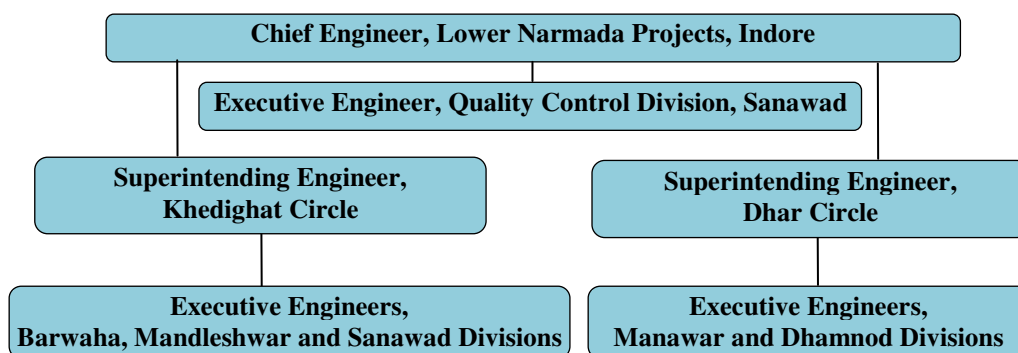 Chief Engineer, Lower Narmada Projects, Indore
Executive Engineer, Quality Control Division, Sanawad
Superintending Engineer,
Khedighat Circle
Superintending Engineer,
Dhar Circle
Executive Engineers,
Barwaha, Mandleshwar and Sanawad Divisions
Executive Engineers,
Manawar and Dhamnod Divisions